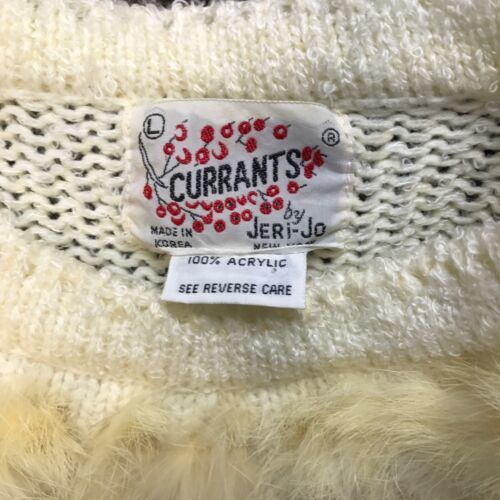 L
®
CURRANTS
by
MADE IN
KOREA
JERI-JO
NEW YORK
100% ACRYLIC
SEE REVERSE CARE